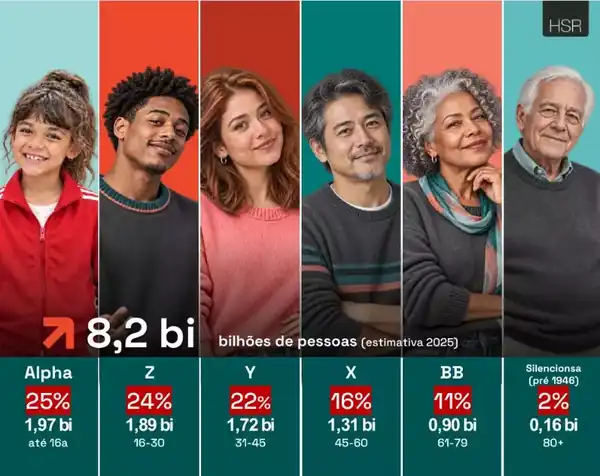 HSR
8,2 bi bilhões de pessoas (estimativa 2025)
Alpha
25%
1,97 bi
até 16a
Z
24%
1,89 bi
16-30
Y
22%
1,72 bi
31-45
X
16%
1,31 bi
45-60
BB
11%
0,90 bi
61-79
Silencionsa
(pré 1946)
2%
0,16 bi
80+